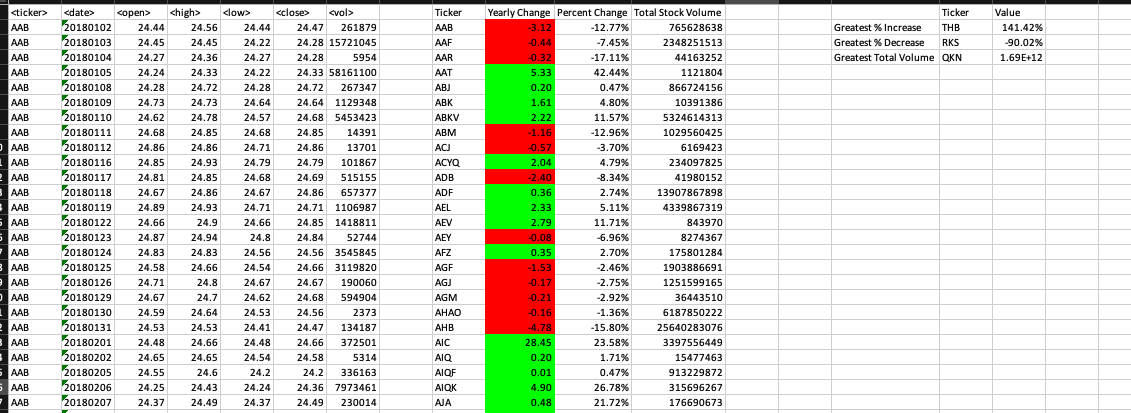 <ticker> <date> <open> <high> <low> <close> <vol> Ticker Yearly Change Percent Change Total Stock Volume Ticker Value
AAB 20180102 24.44 24.56 24.44 24.47 261879 AAB -3.12 -12.77% 765628638 Greatest % Increase THB 141.42%
AAB 20180103 24.45 24.45 24.22 24.28 15721045 AAF -0.44 -7.45% 2348251513 Greatest % Decrease RKS -90.02%
AAB 20180104 24.27 24.36 24.27 24.28 5954 AAR -0.32 -17.11% 44163252 Greatest Total Volume QKN 1.69E+12
AAB 20180105 24.24 24.33 24.22 24.33 58161100 AAT 5.33 42.44% 1121804
AAB 20180108 24.28 24.72 24.28 24.72 267347 ABJ 0.20 0.47% 866724156
AAB 20180109 24.73 24.73 24.64 24.64 1129348 ABK 1.61 4.80% 10391386
AAB 20180110 24.62 24.78 24.57 24.68 5453423 ABKV 2.22 11.57% 5324614313
AAB 20180111 24.68 24.85 24.68 24.85 14391 ABM -1.16 -12.96% 1029560425
AAB 20180112 24.86 24.86 24.71 24.86 13701 ACJ -0.57 -3.70% 6169423
AAB 20180116 24.85 24.93 24.79 24.79 101867 ACYQ 2.04 4.79% 234097825
AAB 20180117 24.81 24.85 24.68 24.69 515155 ADB -2.40 -8.34% 41980152
AAB 20180118 24.67 24.86 24.67 24.86 657377 ADF 0.36 2.74% 13907867898
AAB 20180119 24.89 24.93 24.71 24.71 1106987 AEL 2.33 5.11% 4339867319
AAB 20180122 24.66 24.9 24.66 24.85 1418811 AEV 2.79 11.71% 843970
AAB 20180123 24.87 24.94 24.8 24.84 52744 AEY -0.08 -6.96% 8274367
AAB 20180124 24.83 24.83 24.56 24.56 3545845 AFZ 0.35 2.70% 175801284
AAB 20180125 24.58 24.66 24.54 24.66 3119820 AGF -1.53 -2.46% 1903886691
AAB 20180126 24.71 24.8 24.67 24.67 190060 AGJ -0.17 -2.75% 1251599165
AAB 20180129 24.67 24.7 24.62 24.68 594904 AGM -0.21 -2.92% 36443510
AAB 20180130 24.59 24.64 24.53 24.56 2373 AHAO -0.16 -1.36% 6187850222
AAB 20180131 24.53 24.53 24.41 24.47 134187 AHB -4.78 -15.80% 25640283076
AAB 20180201 24.48 24.66 24.48 24.66 372501 AIC 28.45 23.58% 3397556449
AAB 20180202 24.65 24.65 24.54 24.58 5314 AIQ 0.20 1.71% 15477463
AAB 20180205 24.55 24.6 24.2 24.2 336163 AIQF 0.01 0.47% 913229872
AAB 20180206 24.25 24.43 24.24 24.36 7973461 AIQK 4.90 26.78% 315696267
AAB 20180207 24.37 24.49 24.37 24.49 230014 AJA 0.48 21.72% 176690673